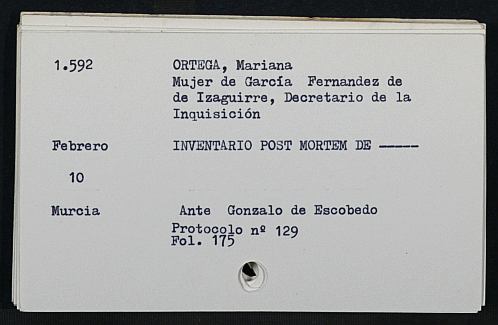 1.592 ORTEGA, Mariana
Mujer de García Fernandez de
de Izaguirre, Decretario de la
Inquisición
Febrero INVENTARIO POST MORTEM DE -----
10
Murcia Ante Gonzalo de Escobedo
Protocolo nº 129
Fol. 175